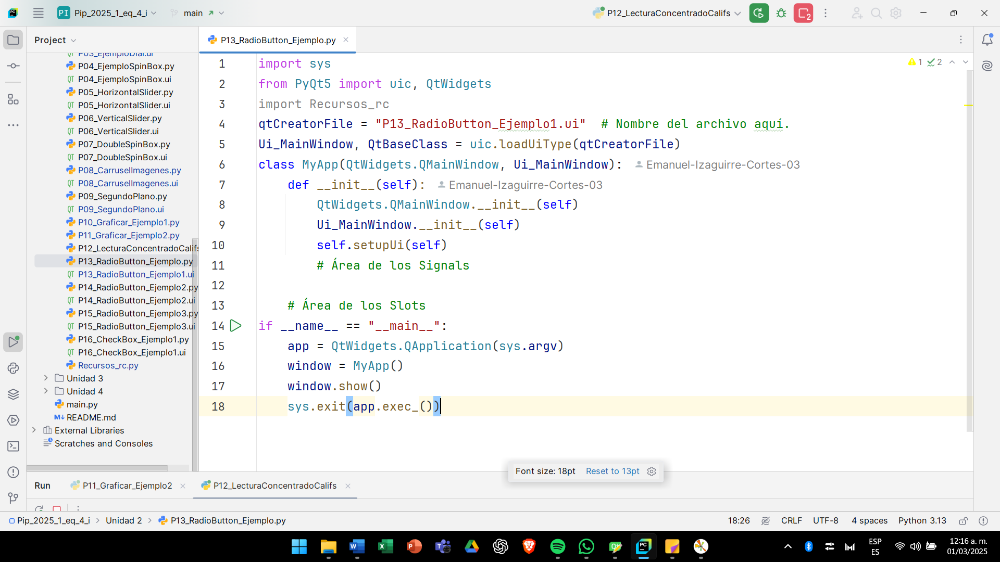 PI Pip_2025_1_eq_4_i main P12_LecturaConcentradoCalifs 2
Project
P13_RadioButton_Ejemplo.py
P03_EjemploDial.ui
P04_EjemploSpinBox.py
P04_EjemploSpinBox.ui
P05_HorizontalSlider.py
P05_HorizontalSlider.ui
P06_VerticalSlider.py
P06_VerticalSlider.ui
P07_DoubleSpinBox.py
P07_DoubleSpinBox.ui
P08_CarruselImagenes.py
P08_CarruselImagenes.ui
P09_SegundoPlano.py
P09_SegundoPlano.ui
P10_Graficar_Ejemplo1.py
P11_Graficar_Ejemplo2.py
P12_LecturaConcentradoCalifs
P13_RadioButton_Ejemplo.py
P13_RadioButton_Ejemplo1.ui
P14_RadioButton_Ejemplo2.py
P14_RadioButton_Ejemplo2.ui
P15_RadioButton_Ejemplo3.py
P15_RadioButton_Ejemplo3.ui
P16_CheckBox_Ejemplo1.py
P16_CheckBox_Ejemplo1.ui
Recursos_rc.py
Unidad 3
Unidad 4
main.py
README.md
External Libraries
Scratches and Consoles
1 import sys
2 from PyQt5 import uic, QtWidgets
3 import Recursos_rc
4 qtCreatorFile = "P13_RadioButton_Ejemplo1.ui"  # Nombre del archivo aquí.
5 Ui_MainWindow, QtBaseClass = uic.loadUiType(qtCreatorFile)
6 class MyApp(QtWidgets.QMainWindow, Ui_MainWindow): Emanuel-Izaguirre-Cortes-03
7 def __init__(self): Emanuel-Izaguirre-Cortes-03
8 QtWidgets.QMainWindow.__init__(self)
9 Ui_MainWindow.__init__(self)
10 self.setupUi(self)
11 # Área de los Signals
12
13 # Área de los Slots
14 if __name__ == "__main__":
15 app = QtWidgets.QApplication(sys.argv)
16 window = MyApp()
17 window.show()
18 sys.exit(app.exec_())
1 2
Font size: 18pt Reset to 13pt
Run P11_Graficar_Ejemplo2 P12_LecturaConcentradoCalifs
Pip_2025_1_eq_4_i > Unidad 2 > P13_RadioButton_Ejemplo.py 18:26 CRLF UTF-8 4 spaces Python 3.13
ESP
ES
12:16 a. m.
01/03/2025